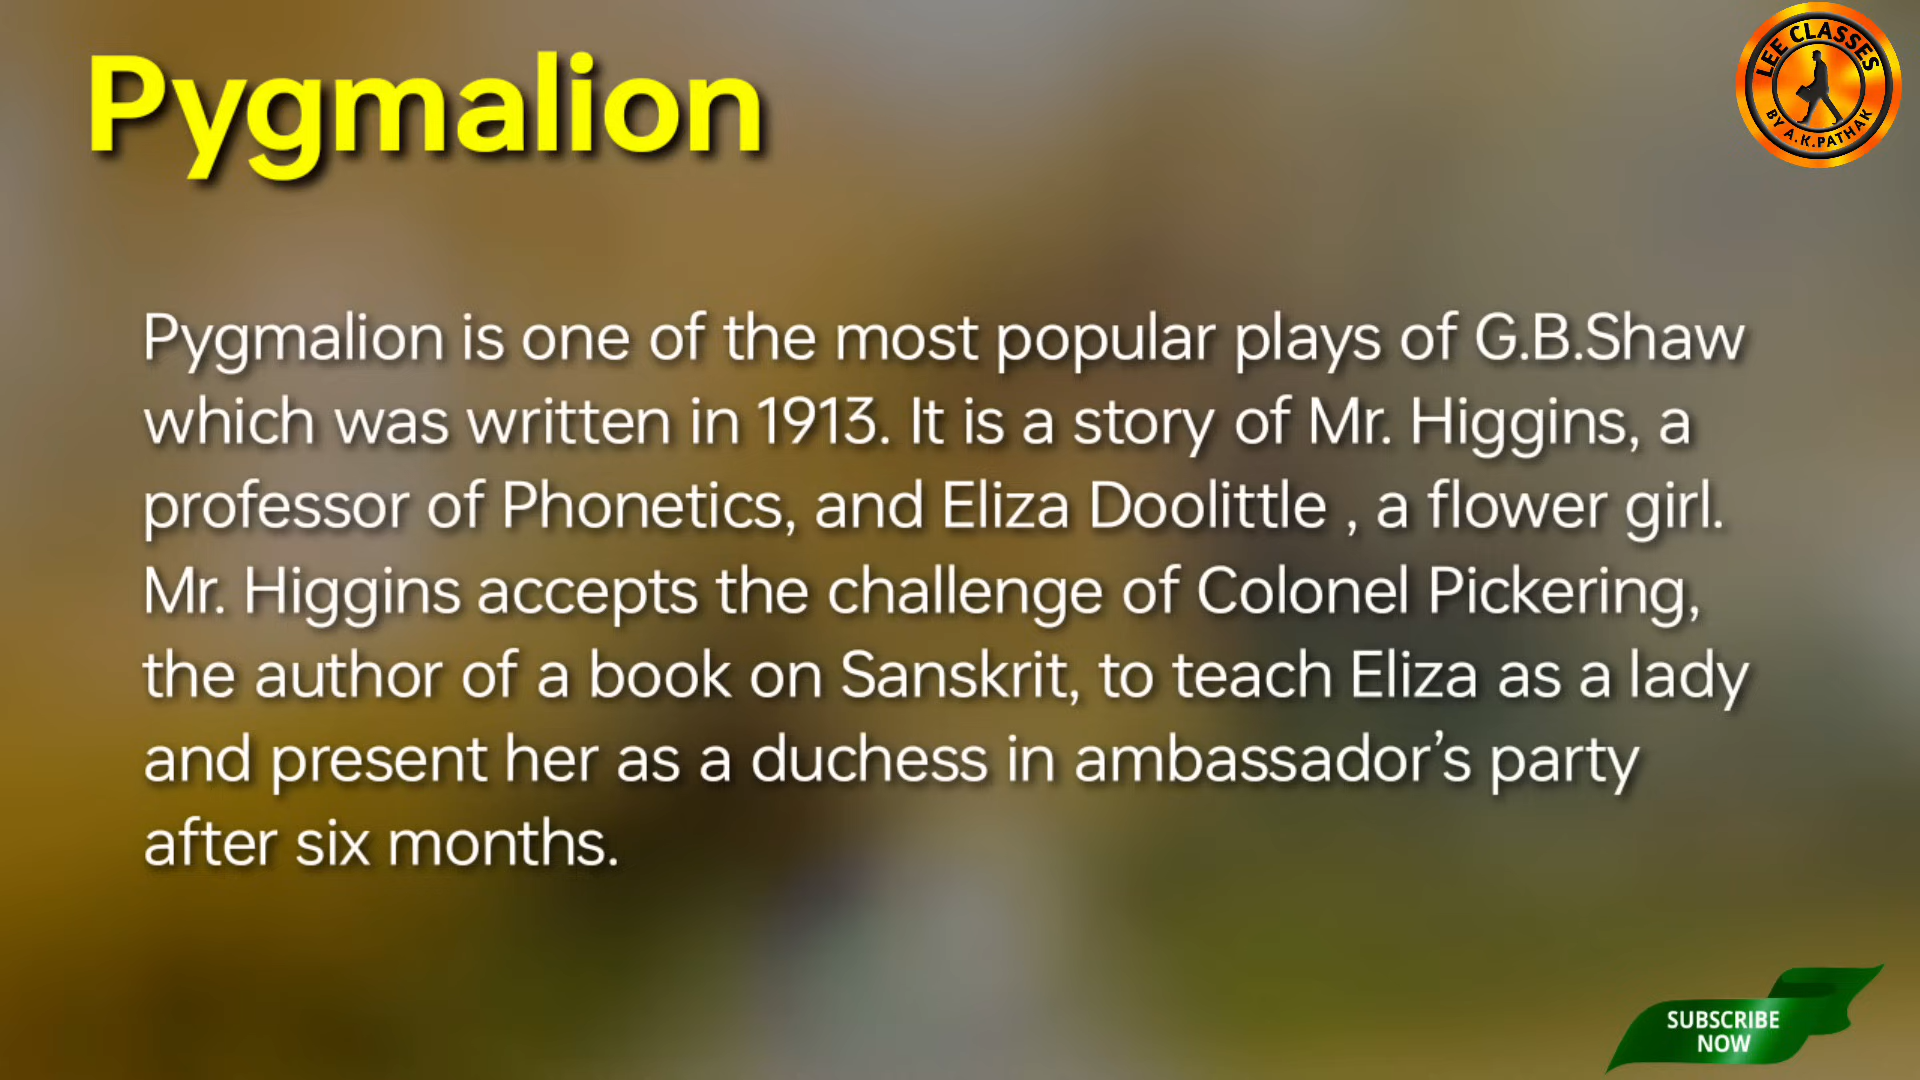 Pygmalion
LEE CLASSES
BY A.K.PATHAK
Pygmalion is one of the most popular plays of G.B.Shaw
which was written in 1913. It is a story of Mr. Higgins, a
professor of Phonetics, and Eliza Doolittle , a flower girl.
Mr. Higgins accepts the challenge of Colonel Pickering,
the author of a book on Sanskrit, to teach Eliza as a lady
and present her as a duchess in ambassador’s party
after six months.
SUBSCRIBE
NOW